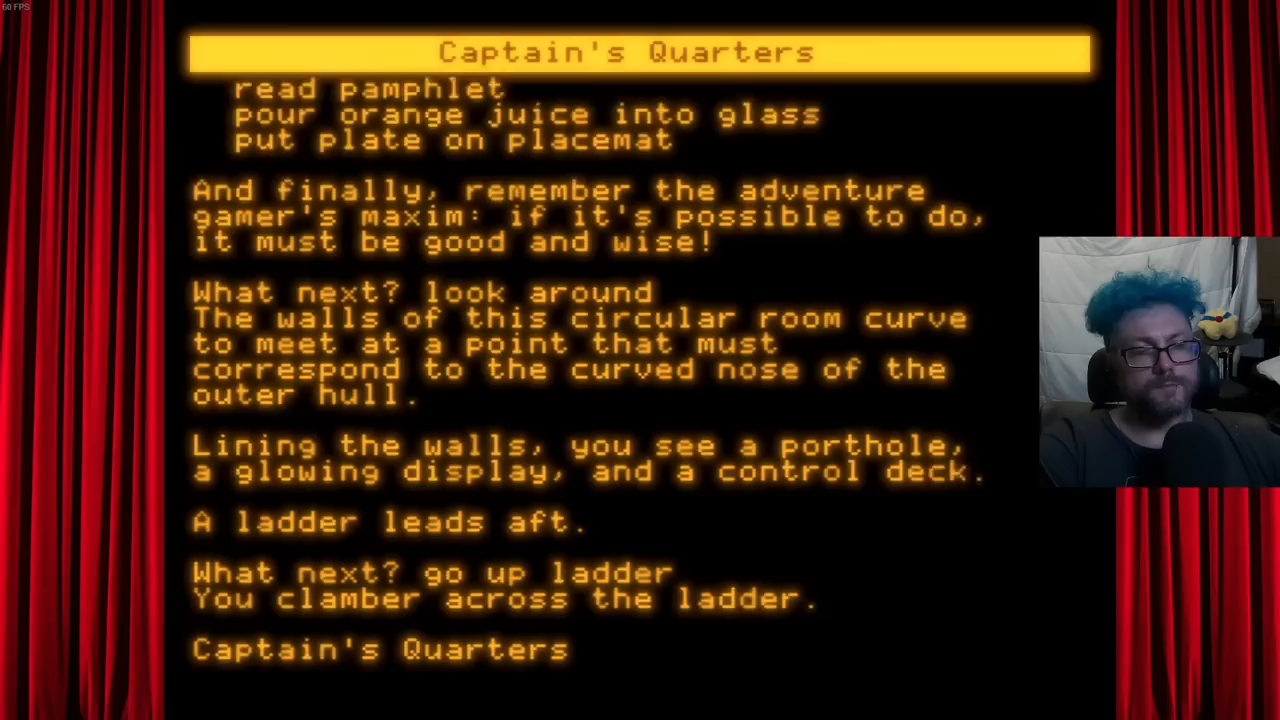 60 FPS
Captain's Quarters
read pamphlet
pour orange juice into glass
put plate on placemat
And finally, remember the adventure
gamer's maxim: if it's possible to do,
it must be good and wise!
What next? look around
The walls of this circular room curve
to meet at a point that must
correspond to the curved nose of the
outer hull.
Lining the walls, you see a porthole,
a glowing display, and a control deck.
A ladder leads aft.
What next? go up ladder
You clamber across the ladder.
Captain's Quarters